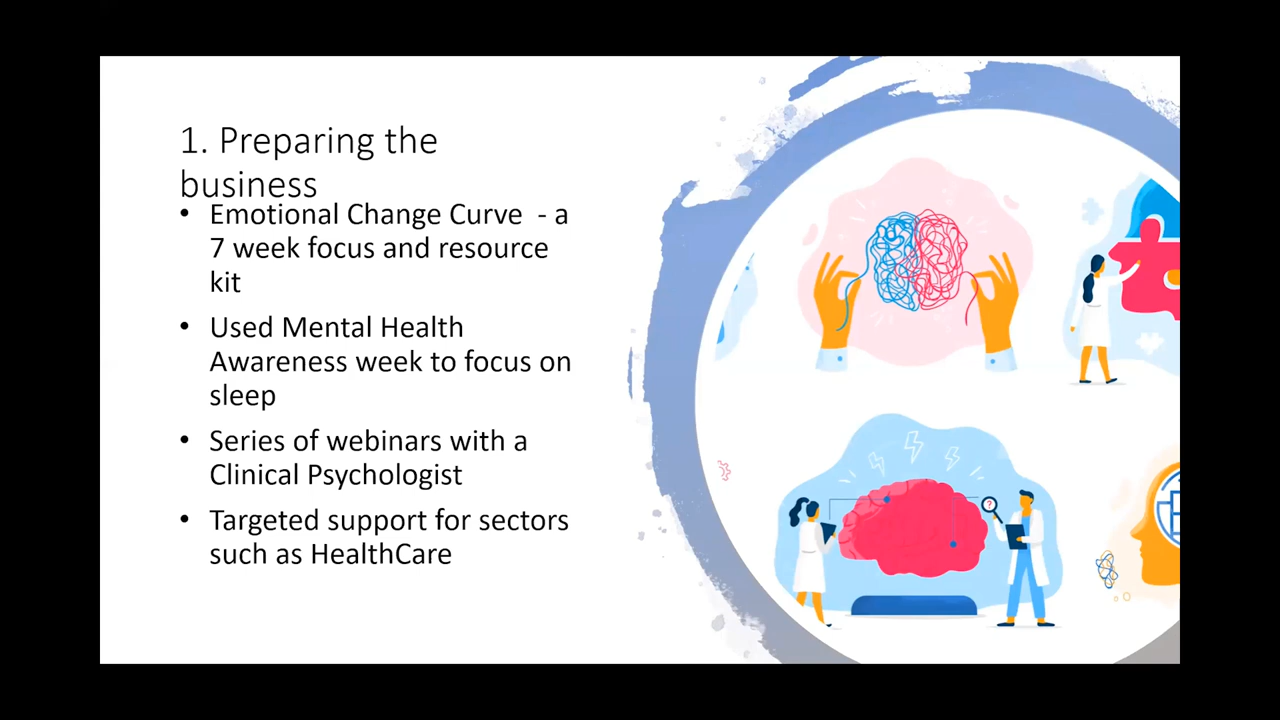 1. Preparing the
business
• Emotional Change Curve  - a
7 week focus and resource
kit
• Used Mental Health
Awareness week to focus on
sleep
• Series of webinars with a
Clinical Psychologist
• Targeted support for sectors
such as HealthCare
?